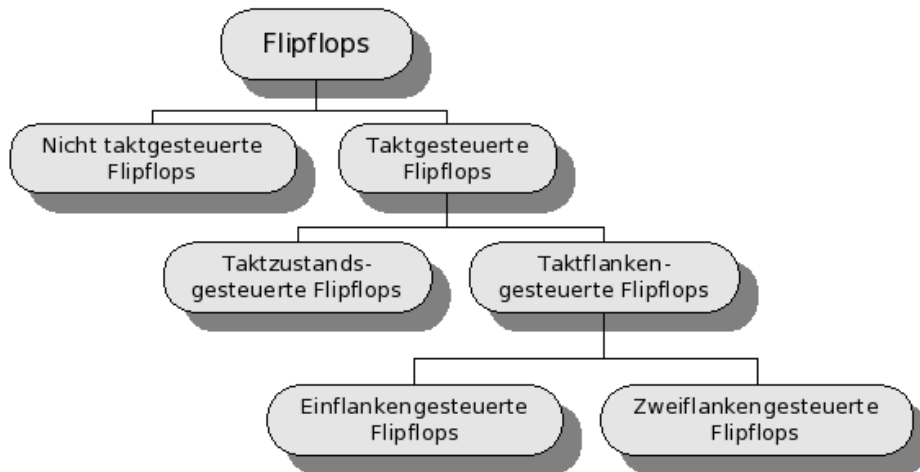 Flipflops
Nicht taktgesteuerte
Flipflops
Taktgesteuerte
Flipflops
Taktzustands-
gesteuerte Flipflops
Taktflanken-
gesteuerte Flipflops
Einflankengesteuerte
Flipflops
Zweiflankengesteuerte
Flipflops